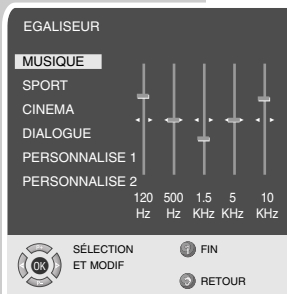 EGALISEUR
MUSIQUE
SPORT
CINEMA
DIALOGUE
PERSONNALISE 1
PERSONNALISE 2
120 500 1.5 5 10
Hz Hz KHz KHz KHz
SÉLECTION
ET MODIF
OK
FIN
RETOUR